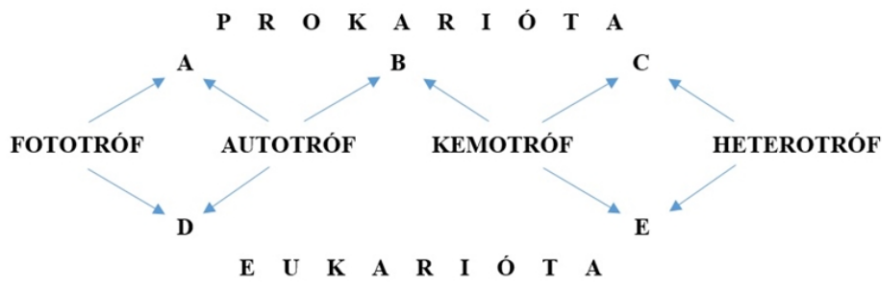 P R O K A R I Ó T A
A B C
FOTOTRÓF AUTOTRÓF KEMOTRÓF HETEROTRÓF
D E
E U K A R I Ó T A